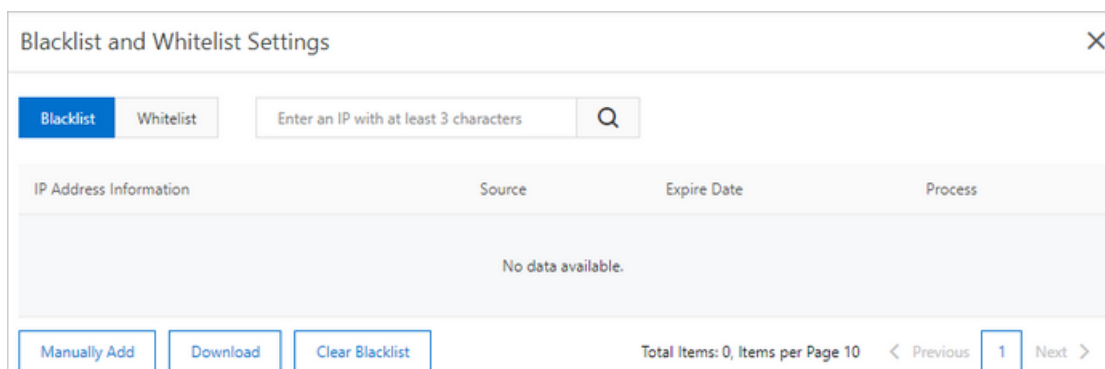 Blacklist and Whitelist Settings
Blacklist Whitelist Enter an IP with at least 3 characters
IP Address Information Source Expire Date Process
No data available.
Manually Add Download Clear Blacklist Total Items: 0, Items per Page 10 Previous 1 Next